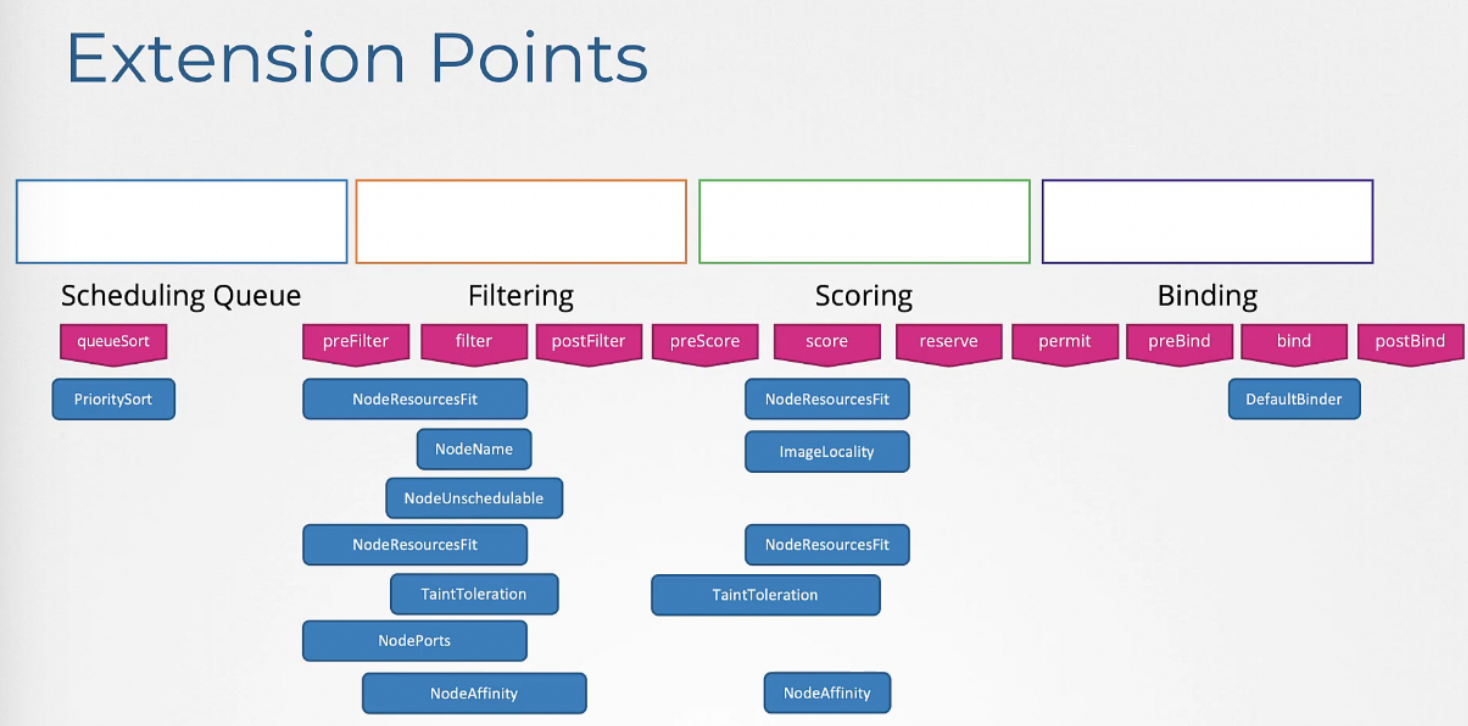 Extension Points
Scheduling Queue Filtering Scoring Binding
queueSort preFilter filter postFilter preScore score reserve permit preBind bind postBind
PrioritySort NodeResourcesFit NodeResourcesFit DefaultBinder
NodeName ImageLocality
NodeUnschedulable
NodeResourcesFit NodeResourcesFit
TaintToleration TaintToleration
NodePorts
NodeAffinity NodeAffinity